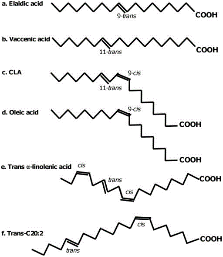 a. Elaidic acid
9-trans
COOH
b. Vaccenic acid
11-trans
COOH
c. CLA
9-cis
11-trans
COOH
d. Oleic acid
9-cis
COOH
e. Trans α-linolenic acid
cis
trans
cis
COOH
f. Trans-C20:2
cis
trans
COOH